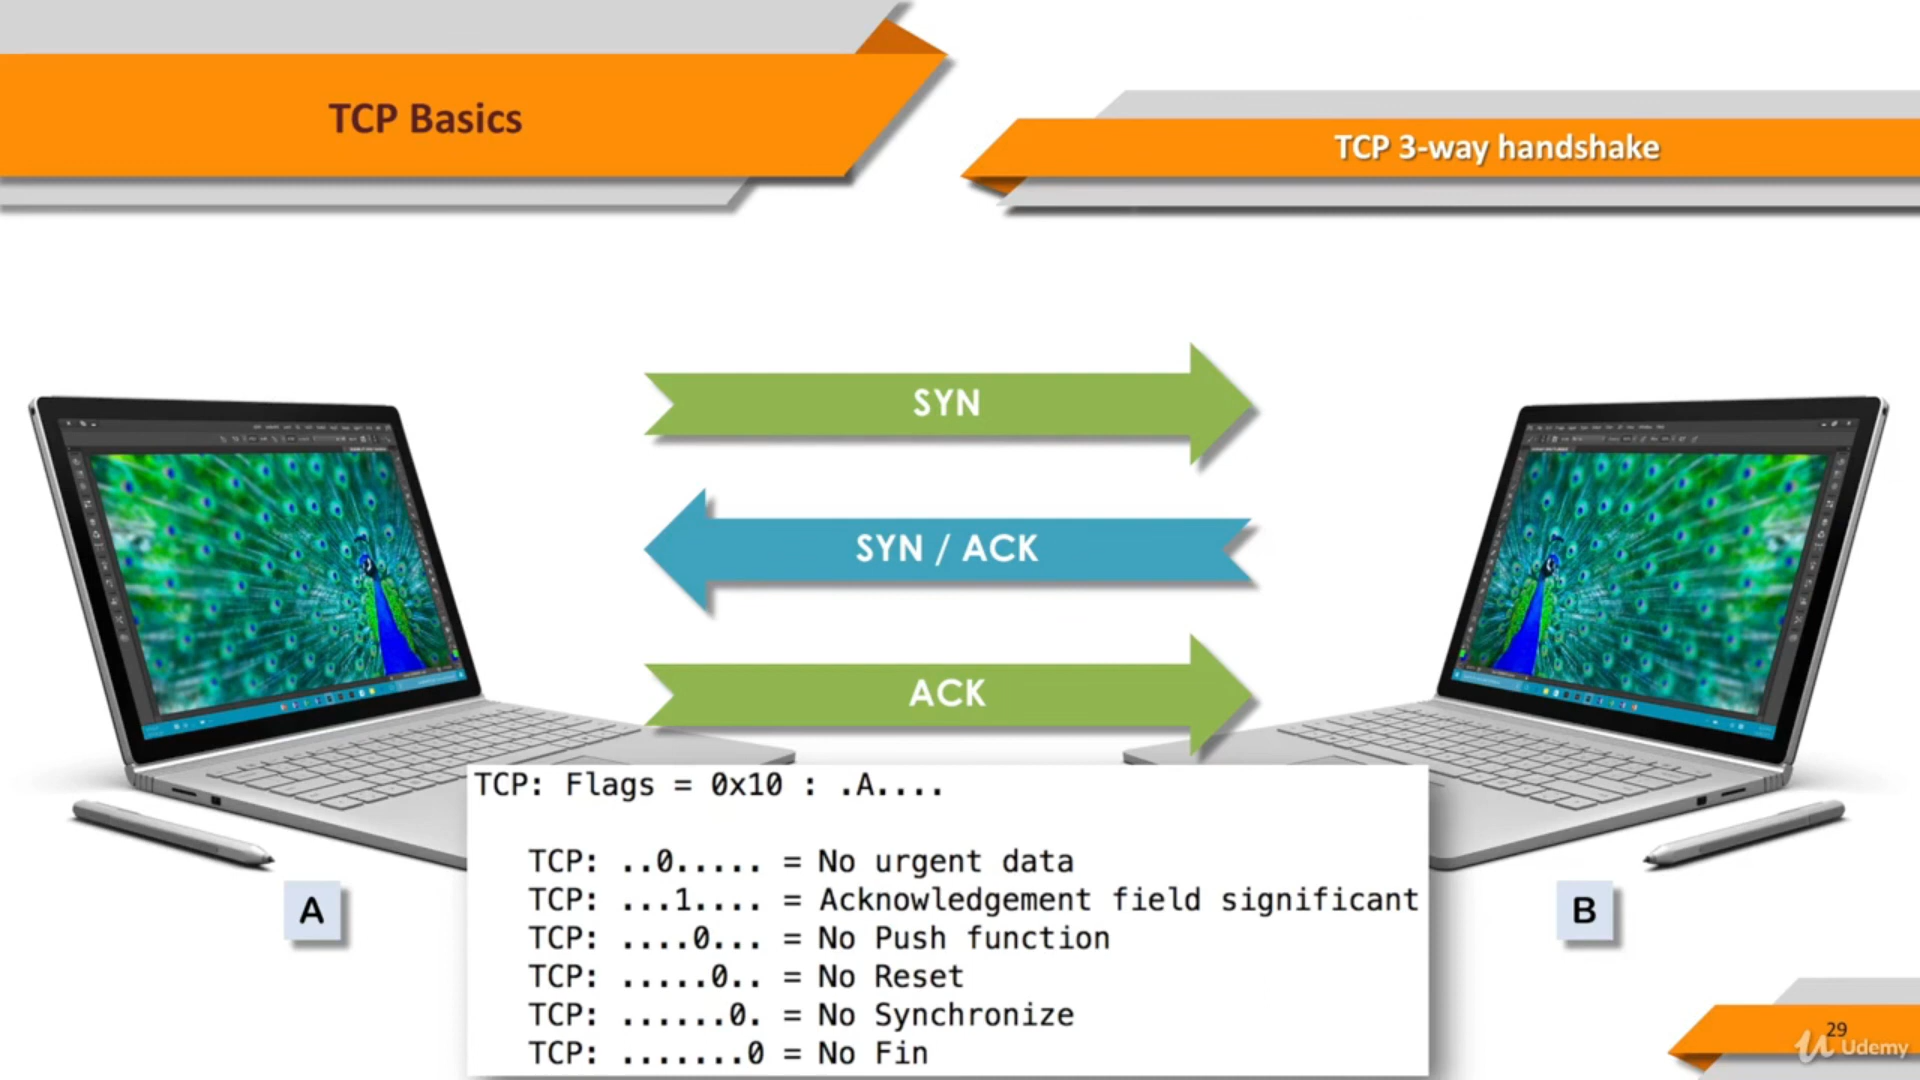 TCP Basics
TCP 3-way handshake
SYN
SYN / ACK
ACK
TCP: Flags = 0x10 : .A....
TCP: ..0..... = No urgent data
TCP: ...1.... = Acknowledgement field significant
TCP: ....0... = No Push function
TCP: .....0.. = No Reset
TCP: ......0. = No Synchronize
TCP: .......0 = No Fin
A
B
29
Udemy